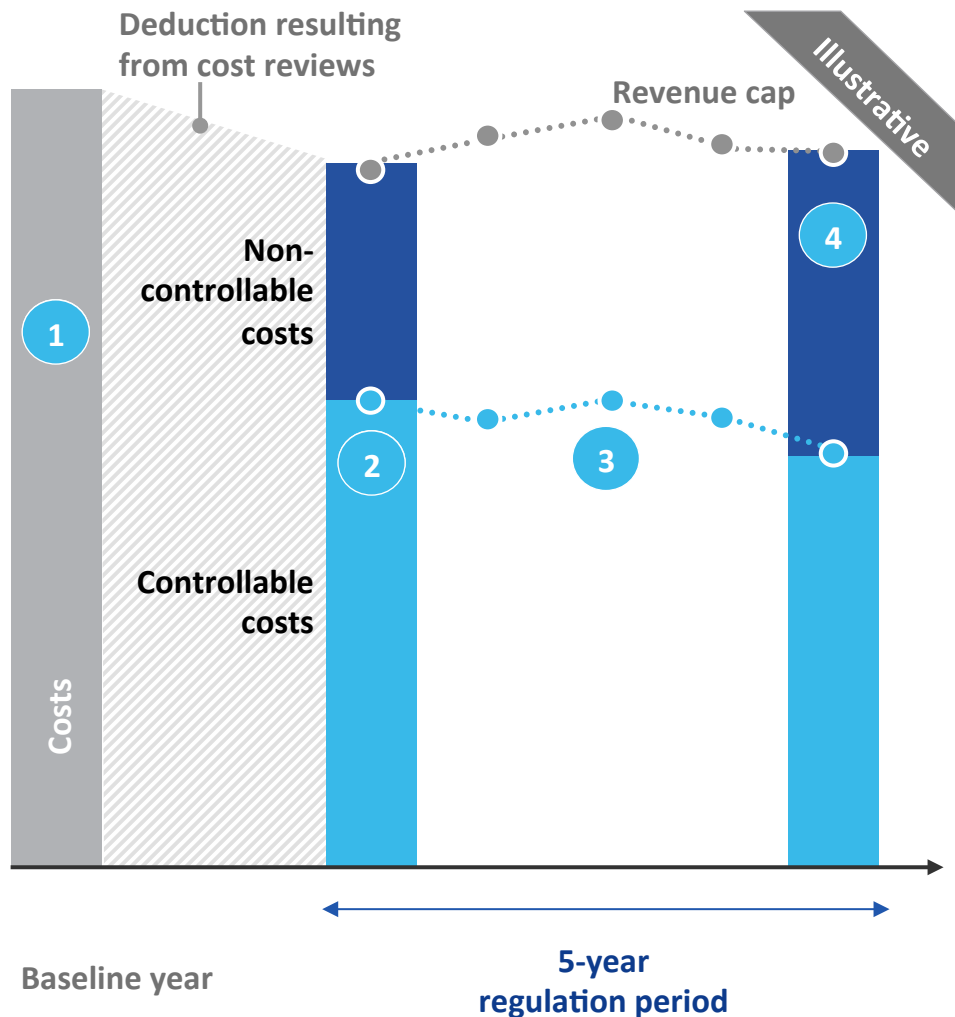 Deduction resulting
from cost reviews
Illustrative
Revenue cap
Non-
controllable
costs
1
4
2
3
Controllable
costs
Costs
Baseline year
5-year
regulation period